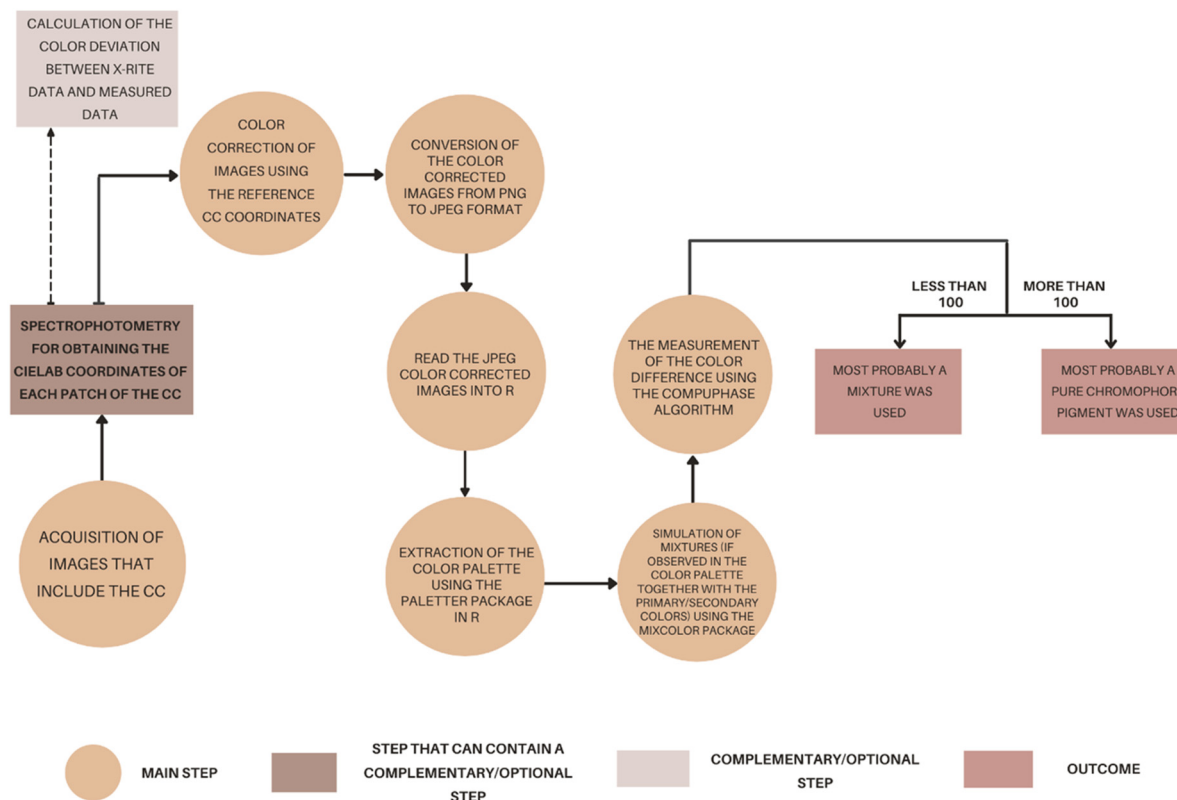 CALCULATION OF THE
COLOR DEVIATION
BETWEEN X-RITE
DATA AND MEASURED
DATA
COLOR
CORRECTION OF
IMAGES USING
THE REFERENCE
CC COORDINATES
CONVERSION OF
THE COLOR
CORRECTED
IMAGES FROM PNG
TO JPEG FORMAT
SPECTROPHOTOMETRY
FOR OBTAINING THE
CIELAB COORDINATES OF
EACH PATCH OF THE CC
READ THE JPEG
COLOR CORRECTED
IMAGES INTO R
THE MEASUREMENT
OF THE COLOR
DIFFERENCE USING
THE COMPUPHASE
ALGORITHM
LESS THAN
100
MORE THAN
100
MOST PROBABLY A
MIXTURE WAS
USED
MOST PROBABLY A
PURE CHROMOPHOR
PIGMENT WAS USED
ACQUISITION OF
IMAGES THAT
INCLUDE THE CC
EXTRACTION OF THE
COLOR PALETTE
USING THE
PALETTER PACKAGE
IN R
SIMULATION OF
MIXTURES (IF
OBSERVED IN THE
COLOR PALETTE
TOGETHER WITH THE
PRIMARY/SECONDARY
COLORS) USING THE
MIXCOLOR PACKAGE
MAIN STEP
STEP THAT CAN CONTAIN A
COMPLEMENTARY/OPTIONAL
STEP
COMPLEMENTARY/OPTIONAL
STEP
OUTCOME